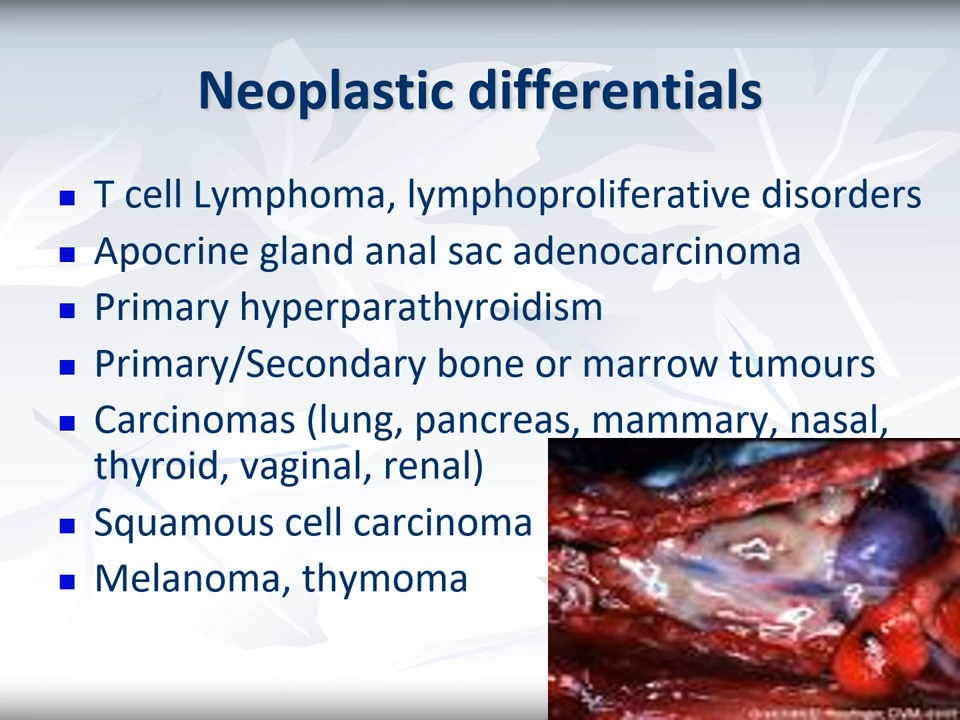 Neoplastic differentials
T cell Lymphoma, lymphoproliferative disorders
Apocrine gland anal sac adenocarcinoma
Primary hyperparathyroidism
Primary/Secondary bone or marrow tumours
Carcinomas (lung, pancreas, mammary, nasal,
thyroid, vaginal, renal)
Squamous cell carcinoma
Melanoma, thymoma